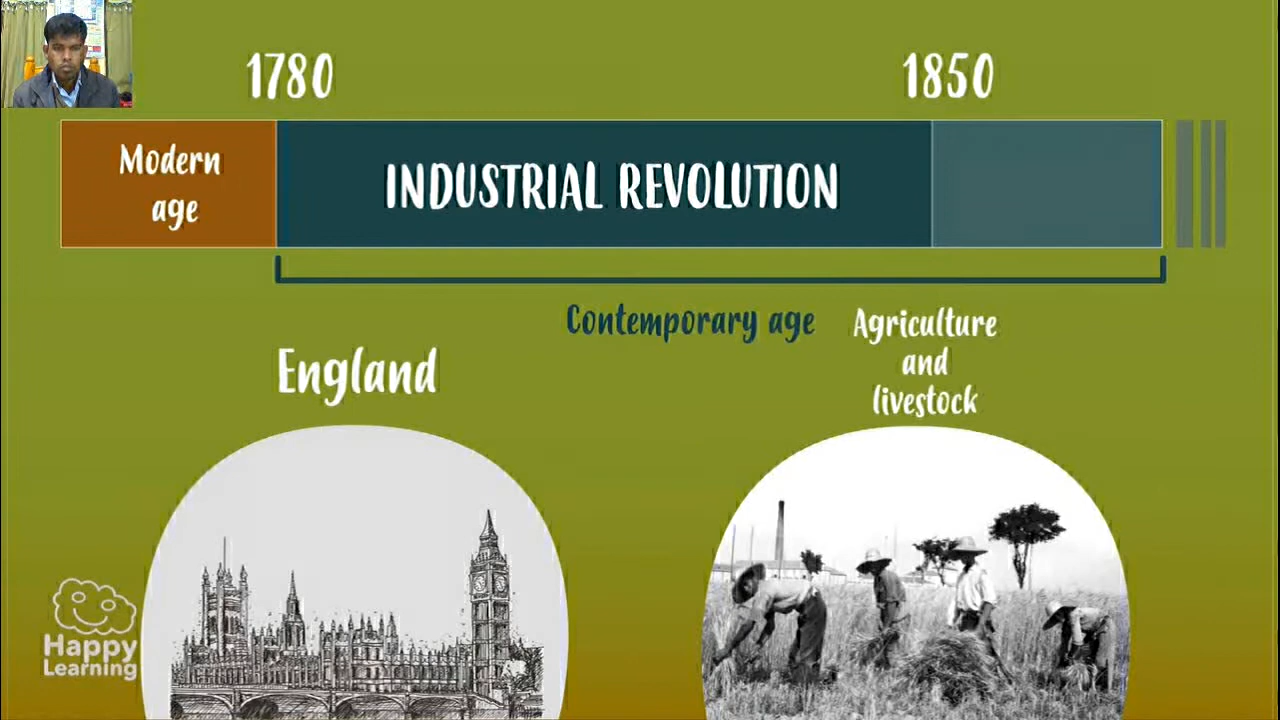 1780
1850
Modern
age
INDUSTRIAL REVOLUTION
Contemporary age
Agriculture
and
livestock
England
Happy
Learning